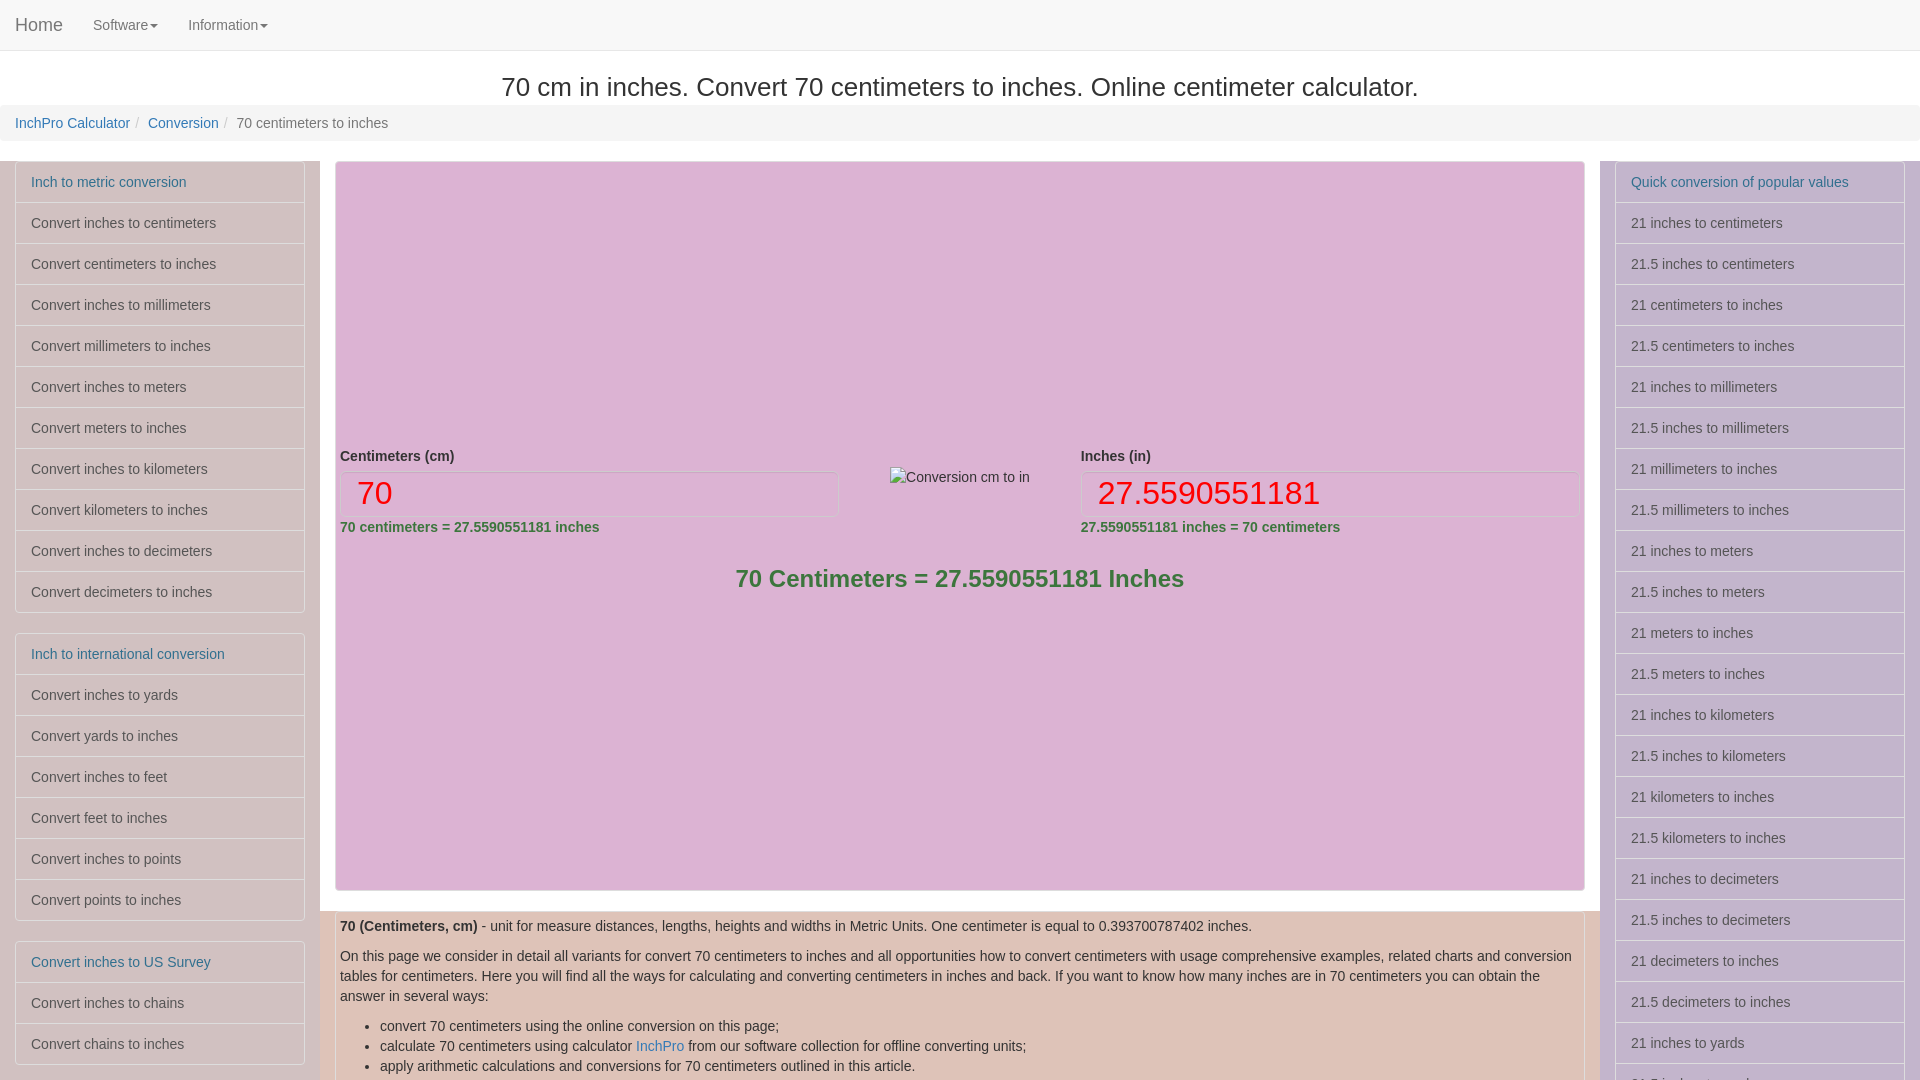 Home
Software
Information
70 cm in inches. Convert 70 centimeters to inches. Online centimeter calculator.
InchPro Calculator / Conversion / 70 centimeters to inches
Inch to metric conversion
Convert inches to centimeters
Convert centimeters to inches
Convert inches to millimeters
Convert millimeters to inches
Convert inches to meters
Convert meters to inches
Convert inches to kilometers
Convert kilometers to inches
Convert inches to decimeters
Convert decimeters to inches
Inch to international conversion
Convert inches to yards
Convert yards to inches
Convert inches to feet
Convert feet to inches
Convert inches to points
Convert points to inches
Convert inches to US Survey
Convert inches to chains
Convert chains to inches
Centimeters (cm)
70
70 centimeters = 27.5590551181 inches
Conversion cm to in
Inches (in)
27.5590551181
27.5590551181 inches = 70 centimeters
70 Centimeters = 27.5590551181 Inches
70 (Centimeters, cm) - unit for measure distances, lengths, heights and widths in Metric Units. One centimeter is equal to 0.393700787402 inches.
On this page we consider in detail all variants for convert 70 centimeters to inches and all opportunities how to convert centimeters with usage comprehensive examples, related charts and conversion
tables for centimeters. Here you will find all the ways for calculating and converting centimeters in inches and back. If you want to know how many inches are in 70 centimeters you can obtain the
answer in several ways:
• convert 70 centimeters using the online conversion on this page;
• calculate 70 centimeters using calculator InchPro from our software collection for offline converting units;
• apply arithmetic calculations and conversions for 70 centimeters outlined in this article.
Quick conversion of popular values
21 inches to centimeters
21.5 inches to centimeters
21 centimeters to inches
21.5 centimeters to inches
21 inches to millimeters
21.5 inches to millimeters
21 millimeters to inches
21.5 millimeters to inches
21 inches to meters
21.5 inches to meters
21 meters to inches
21.5 meters to inches
21 inches to kilometers
21.5 inches to kilometers
21 kilometers to inches
21.5 kilometers to inches
21 inches to decimeters
21.5 inches to decimeters
21 decimeters to inches
21.5 decimeters to inches
21 inches to yards